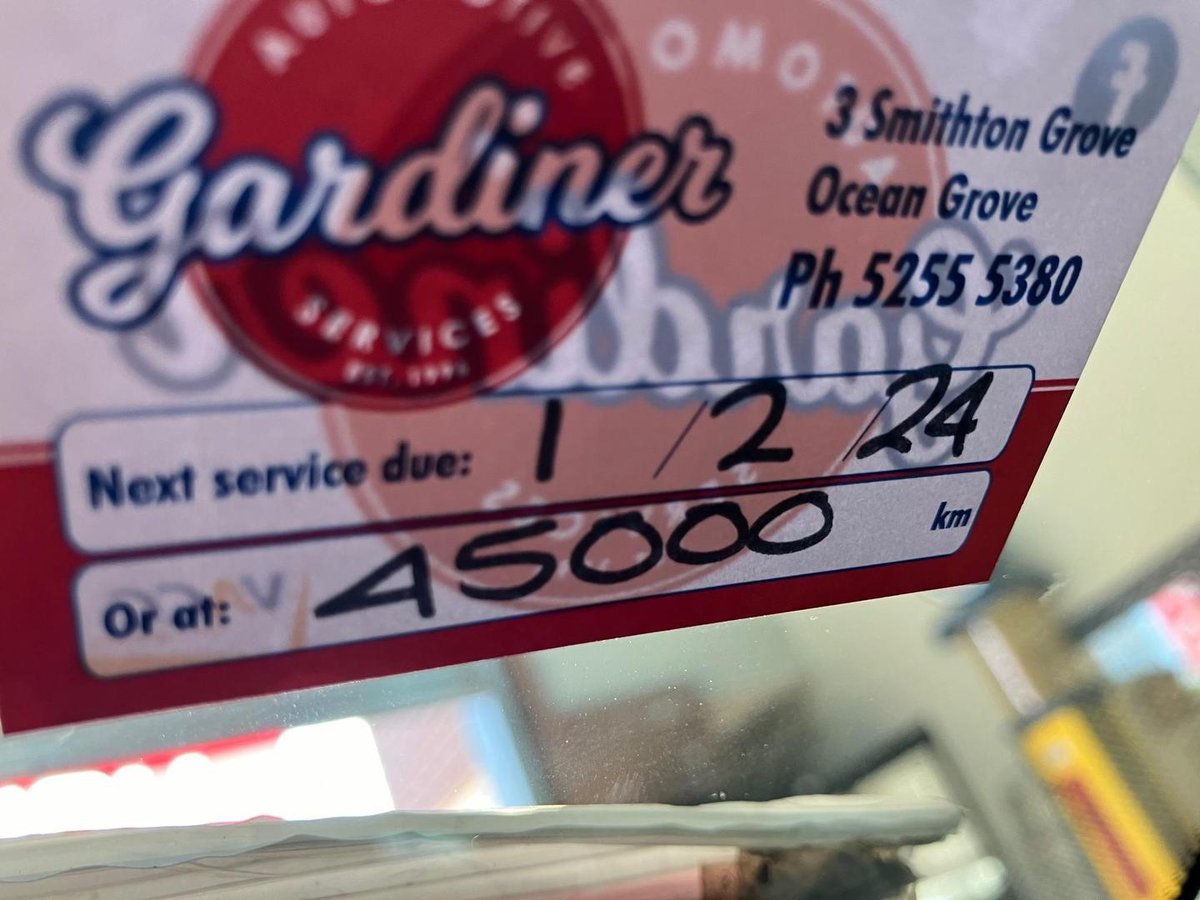 AUTOMOTIVE
Gardiner
SERVICES
3 Smithton Grove
Ocean Grove
Ph 5255 5380
Next service due: 1 / 2 / 24
Or at: 45000 km